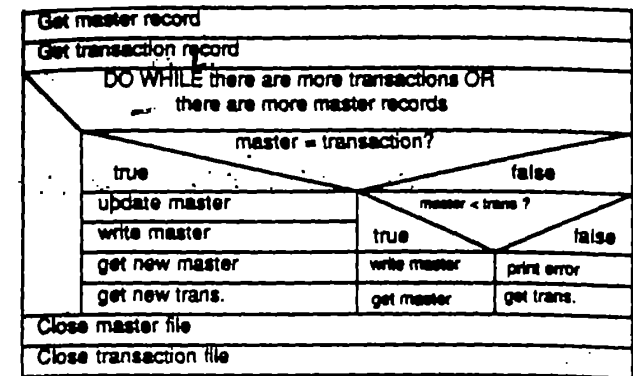 Get master record
Get transaction record
DO WHILE there are more transactions OR
there are more master records
master = transaction?
true false
update master master < trans ?
write master true false
get new master write master print error
get new trans. get master get trans.
Close master file
Close transaction file